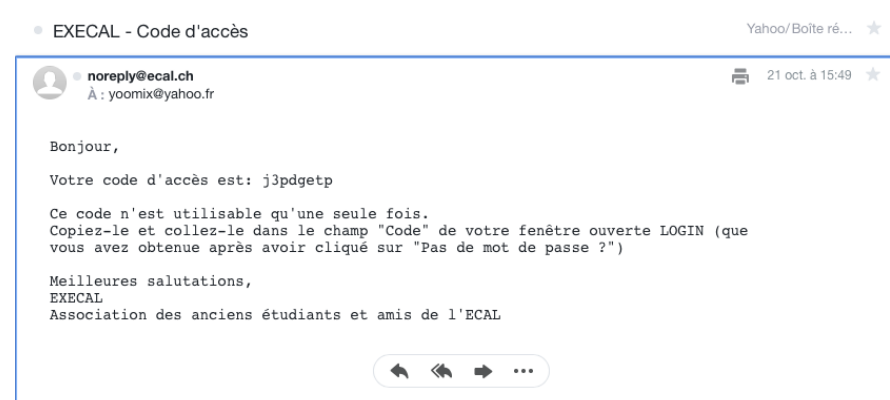 EXECAL - Code d'accès
Yahoo/Boîte ré...
noreply@ecal.ch
21 oct. à 15:49
À : yoomix@yahoo.fr
Bonjour,
Votre code d'accès est: j3pdgetp
Ce code n'est utilisable qu'une seule fois.
Copiez-le et collez-le dans le champ "Code" de votre fenêtre ouverte LOGIN (que
vous avez obtenue après avoir cliqué sur "Pas de mot de passe ?")
Meilleures salutations,
EXECAL
Association des anciens étudiants et amis de l'ECAL